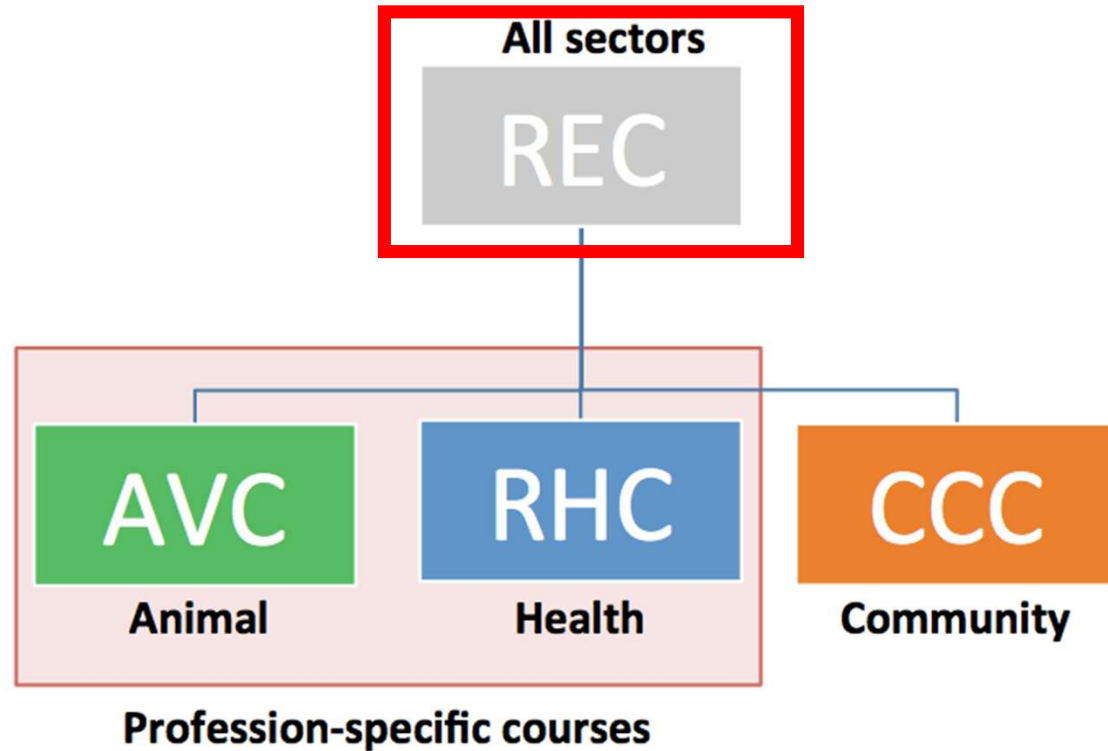 All sectors
REC
AVC
RHC
CCC
Animal
Health
Community
Profession-specific courses